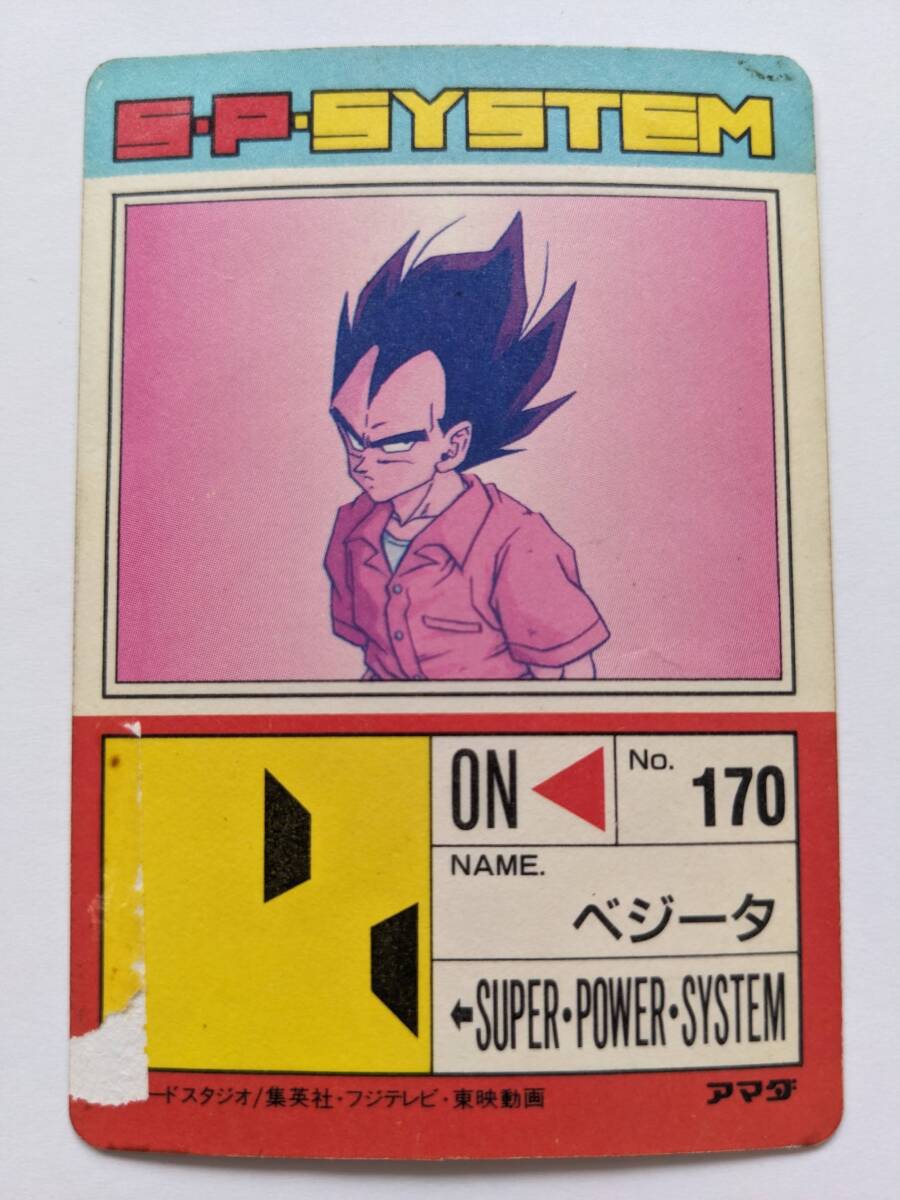 S・P・SYSTEM
ON
No. 170
NAME.
ベジータ
SUPER・POWER・SYSTEM
ードスタジオ/集英社・フジテレビ・東映動画
アマダ